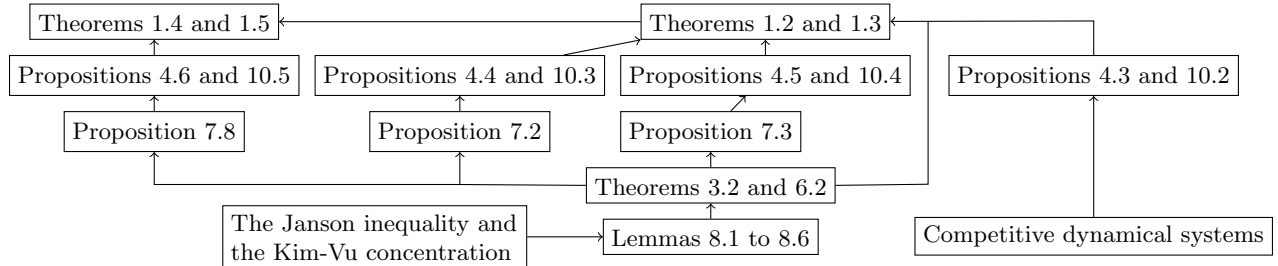 Theorems 1.4 and 1.5
Theorems 1.2 and 1.3
Propositions 4.6 and 10.5
Propositions 4.4 and 10.3
Propositions 4.5 and 10.4
Propositions 4.3 and 10.2
Proposition 7.8
Proposition 7.2
Proposition 7.3
Theorems 3.2 and 6.2
The Janson inequality and
the Kim-Vu concentration
Lemmas 8.1 to 8.6
Competitive dynamical systems